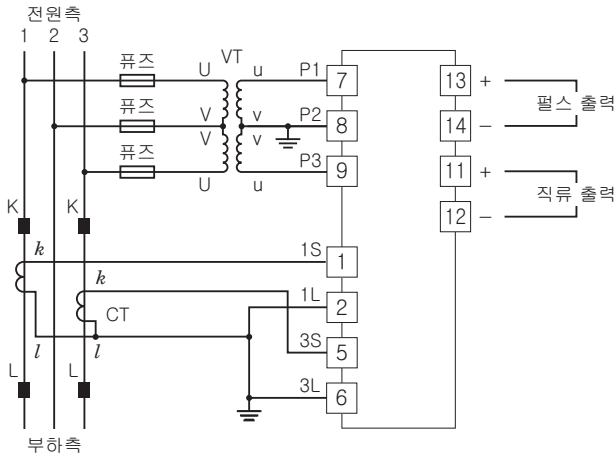 전원측
1 2 3
퓨즈 U VT u P1 7 13 +
펄스 출력
퓨즈 V v P2 8 14 −
V v
퓨즈 U u P3 9 11 +
직류 출력
12 −
K K
k 1S 1
k 1L 2
CT
l l 3S 5
L L 3L 6
부하측